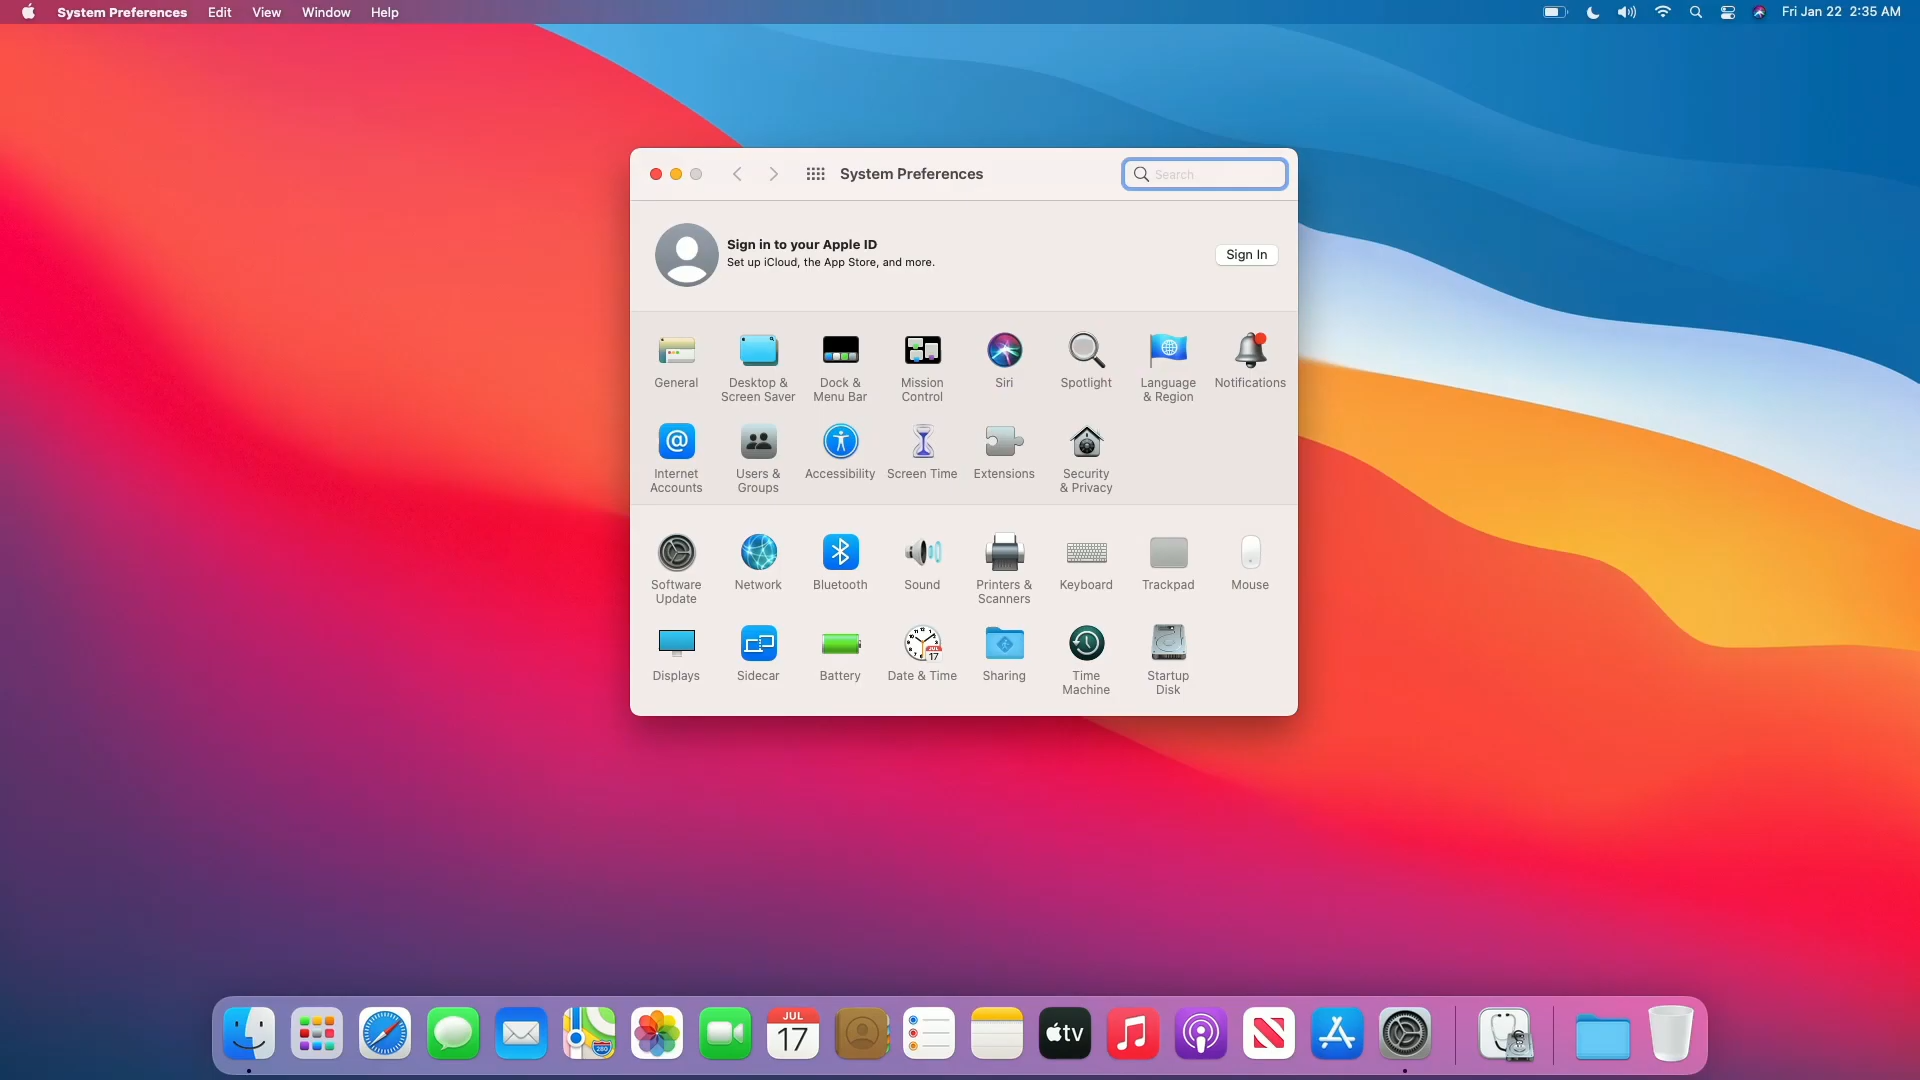 System Preferences Edit View Window Help Fri Jan 22 2:35 AM
System Preferences
Search
Sign in to your Apple ID
Set up iCloud, the App Store, and more.
Sign In
General
Desktop &
Screen Saver
Dock &
Menu Bar
Mission
Control
Siri
Spotlight
Language
& Region
Notifications
Internet
Accounts
Users &
Groups
Accessibility
Screen Time
Extensions
Security
& Privacy
Software
Update
Network
Bluetooth
Sound
Printers &
Scanners
Keyboard
Trackpad
Mouse
Displays
Sidecar
Battery
JUL
17
Date & Time
Sharing
Time
Machine
Startup
Disk
280
JUL
17
tv